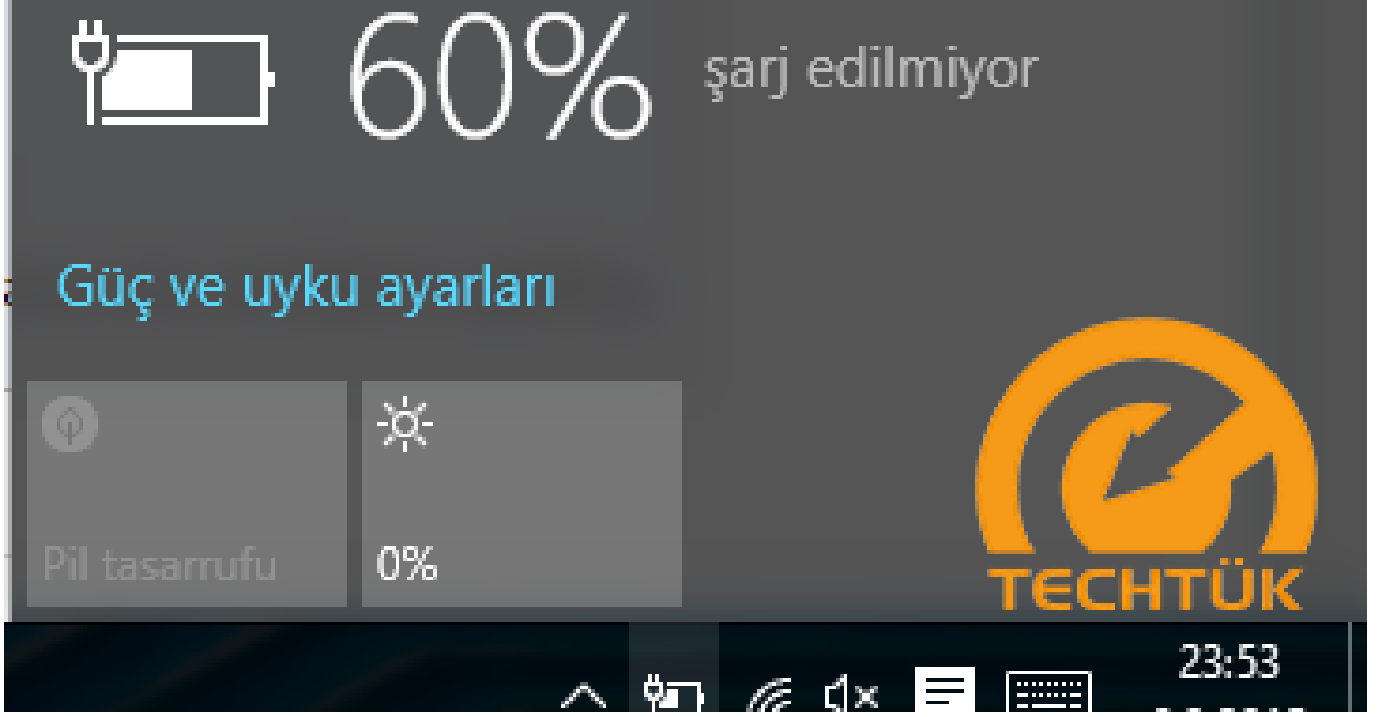 60% şarj edilmiyor
Güç ve uyku ayarları
Pil tasarrufu
0%
TECHTÜK
23:53